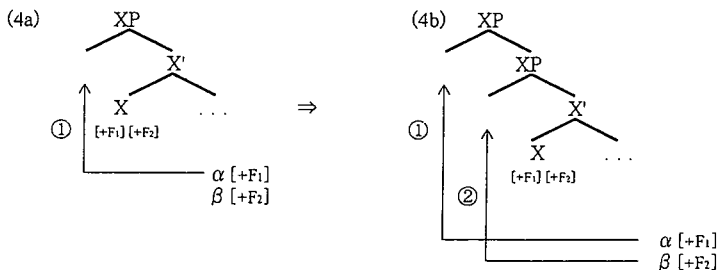 (4a) XP
X'
X
[+F₁] [+F₂] . . .
①
α [+F₁]
β [+F₂]
⇒
(4b) XP
XP
X'
① X
[+F₁] [+F₂] . . .
②
α [+F₁]
β [+F₂]